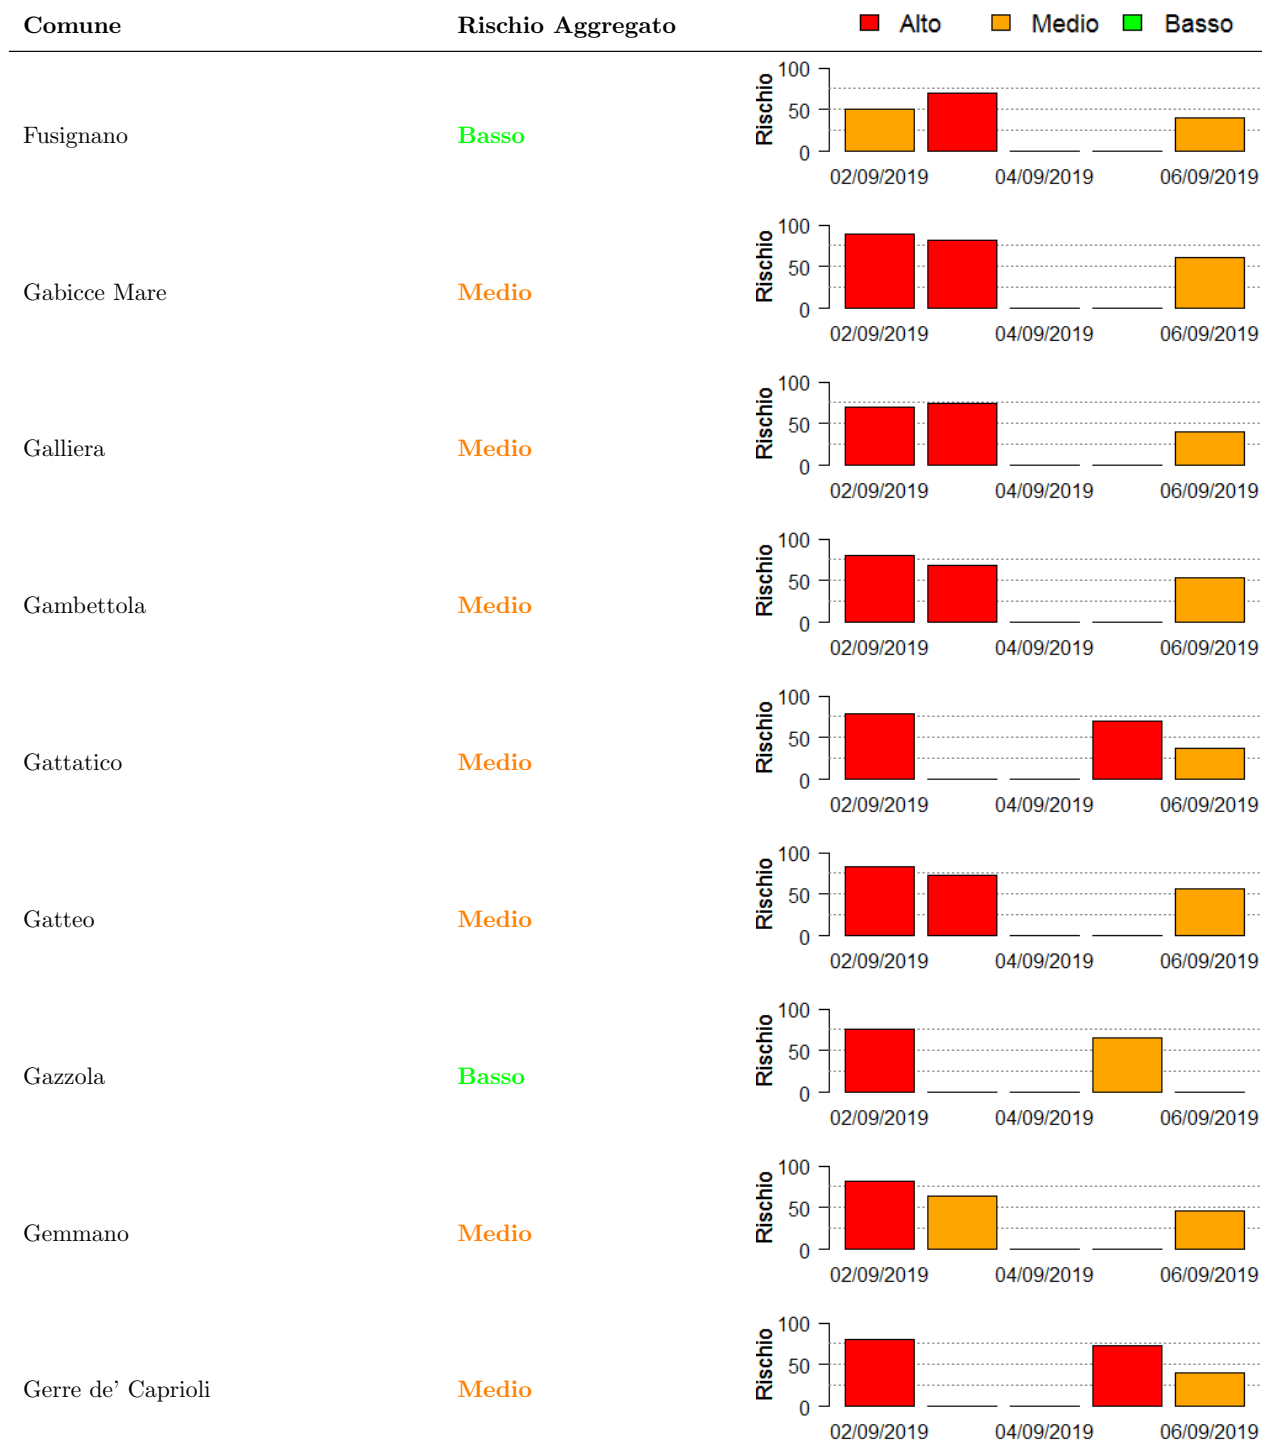 Comune Rischio Aggregato Alto Medio Basso
Fusignano Basso Rischio 100 50 0
02/09/2019 04/09/2019 06/09/2019
Gabicce Mare Medio Rischio 100 50 0
02/09/2019 04/09/2019 06/09/2019
Galliera Medio Rischio 100 50 0
02/09/2019 04/09/2019 06/09/2019
Gambettola Medio Rischio 100 50 0
02/09/2019 04/09/2019 06/09/2019
Gattatico Medio Rischio 100 50 0
02/09/2019 04/09/2019 06/09/2019
Gatteo Medio Rischio 100 50 0
02/09/2019 04/09/2019 06/09/2019
Gazzola Basso Rischio 100 50 0
02/09/2019 04/09/2019 06/09/2019
Gemmano Medio Rischio 100 50 0
02/09/2019 04/09/2019 06/09/2019
Gerre de' Caprioli Medio Rischio 100 50 0
02/09/2019 04/09/2019 06/09/2019